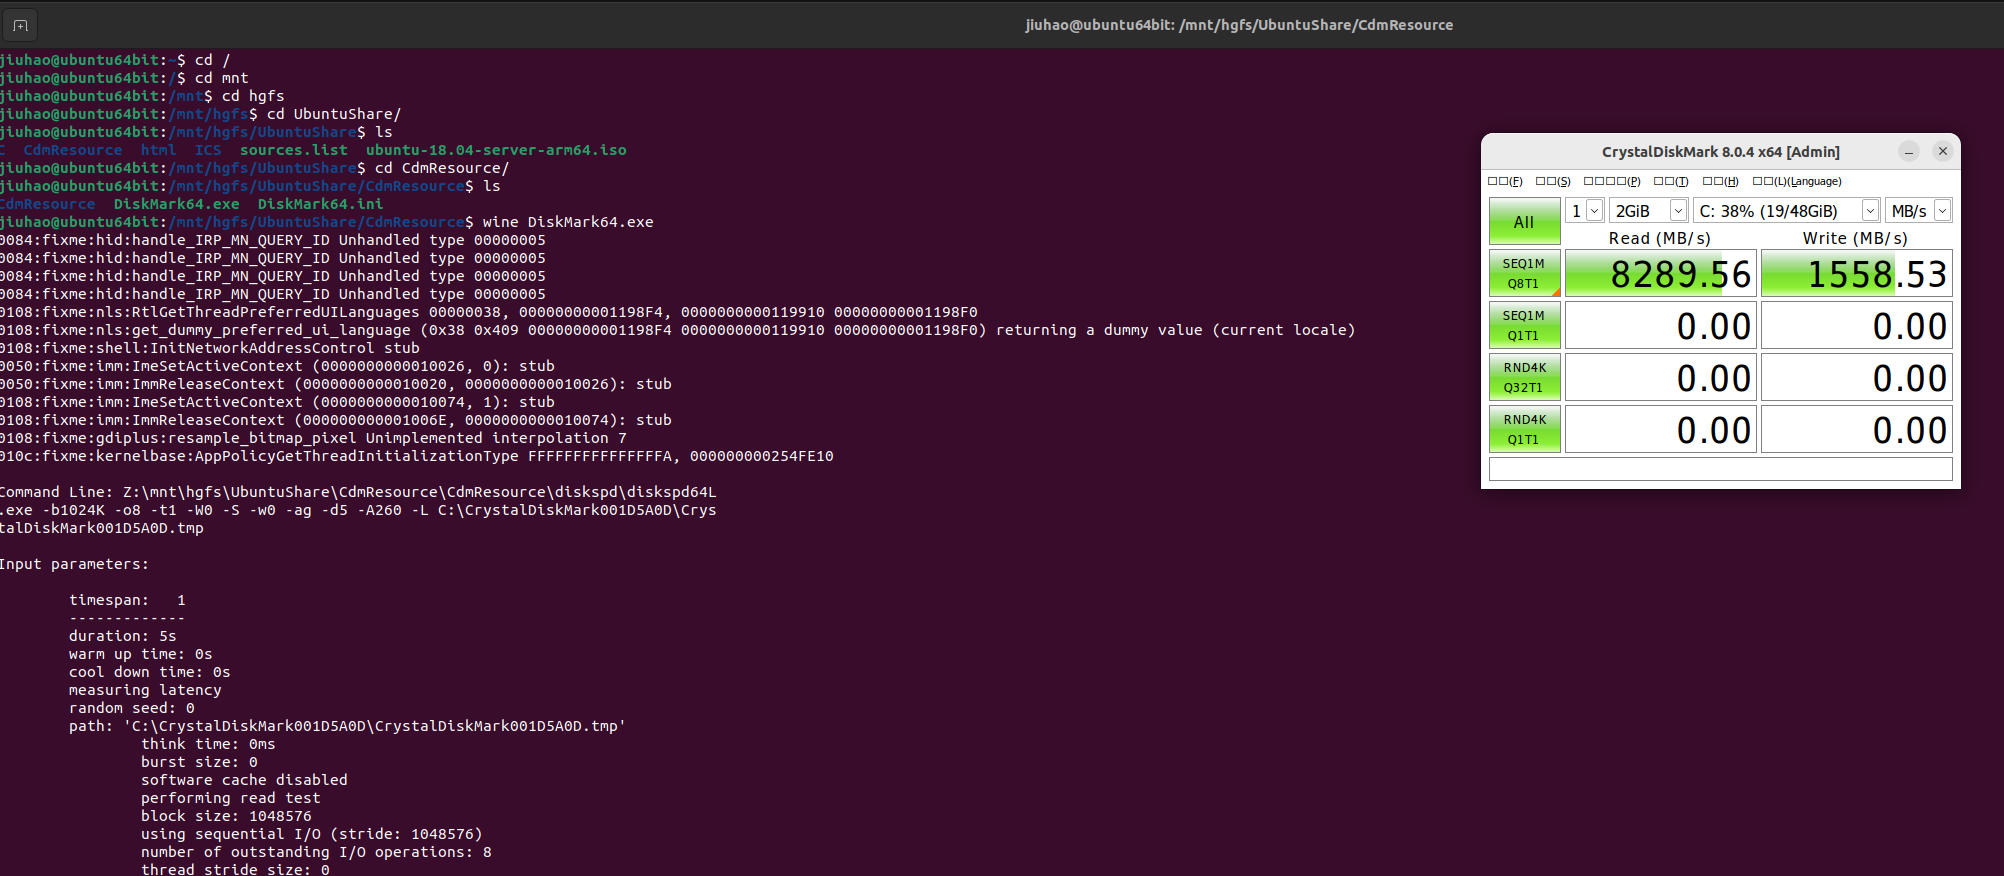 jiuhao@ubuntu64bit: /mnt/hgfs/UbuntuShare/CdmResource
jiuhao@ubuntu64bit:~$ cd /
jiuhao@ubuntu64bit:/$ cd mnt
jiuhao@ubuntu64bit:/mnt$ cd hgfs
jiuhao@ubuntu64bit:/mnt/hgfs$ cd UbuntuShare/
jiuhao@ubuntu64bit:/mnt/hgfs/UbuntuShare$ ls
C  CdmResource  html  ICS  sources.list  ubuntu-18.04-server-arm64.iso
jiuhao@ubuntu64bit:/mnt/hgfs/UbuntuShare$ cd CdmResource/
jiuhao@ubuntu64bit:/mnt/hgfs/UbuntuShare/CdmResource$ ls
CdmResource  DiskMark64.exe  DiskMark64.ini
jiuhao@ubuntu64bit:/mnt/hgfs/UbuntuShare/CdmResource$ wine DiskMark64.exe
0084:fixme:hid:handle_IRP_MN_QUERY_ID Unhandled type 00000005
0084:fixme:hid:handle_IRP_MN_QUERY_ID Unhandled type 00000005
0084:fixme:hid:handle_IRP_MN_QUERY_ID Unhandled type 00000005
0084:fixme:hid:handle_IRP_MN_QUERY_ID Unhandled type 00000005
0108:fixme:nls:RtlGetThreadPreferredUILanguages 00000038, 00000000001198F4, 0000000000119910 00000000001198F0
0108:fixme:nls:get_dummy_preferred_ui_language (0x38 0x409 00000000001198F4 0000000000119910 00000000001198F0) returning a dummy value (current locale)
0108:fixme:shell:InitNetworkAddressControl stub
0050:fixme:imm:ImeSetActiveContext (0000000000010026, 0): stub
0050:fixme:imm:ImmReleaseContext (0000000000010020, 0000000000010026): stub
0108:fixme:imm:ImeSetActiveContext (0000000000010074, 1): stub
0108:fixme:imm:ImmReleaseContext (000000000001006E, 0000000000010074): stub
0108:fixme:gdiplus:resample_bitmap_pixel Unimplemented interpolation 7
010c:fixme:kernelbase:AppPolicyGetThreadInitializationType FFFFFFFFFFFFFFFA, 000000000254FE10
Command Line: Z:\mnt\hgfs\UbuntuShare\CdmResource\CdmResource\diskspd\diskspd64L
.exe -b1024K -o8 -t1 -W0 -S -w0 -ag -d5 -A260 -L C:\CrystalDiskMark001D5A0D\Crys
talDiskMark001D5A0D.tmp
Input parameters:
timespan:   1
-------------
duration: 5s
warm up time: 0s
cool down time: 0s
measuring latency
random seed: 0
path: 'C:\CrystalDiskMark001D5A0D\CrystalDiskMark001D5A0D.tmp'
think time: 0ms
burst size: 0
software cache disabled
performing read test
block size: 1048576
using sequential I/O (stride: 1048576)
number of outstanding I/O operations: 8
thread stride size: 0
CrystalDiskMark 8.0.4 x64 [Admin]
□□(F)  □□(S)  □□□□(P)  □□(T)  □□(H)  □□(L)(Language)
All  1  2GiB  C: 38% (19/48GiB)  MB/s
Read (MB/s)  Write (MB/s)
SEQ1M
Q8T1  8289.56  1558.53
SEQ1M
Q1T1  0.00  0.00
RND4K
Q32T1  0.00  0.00
RND4K
Q1T1  0.00  0.00